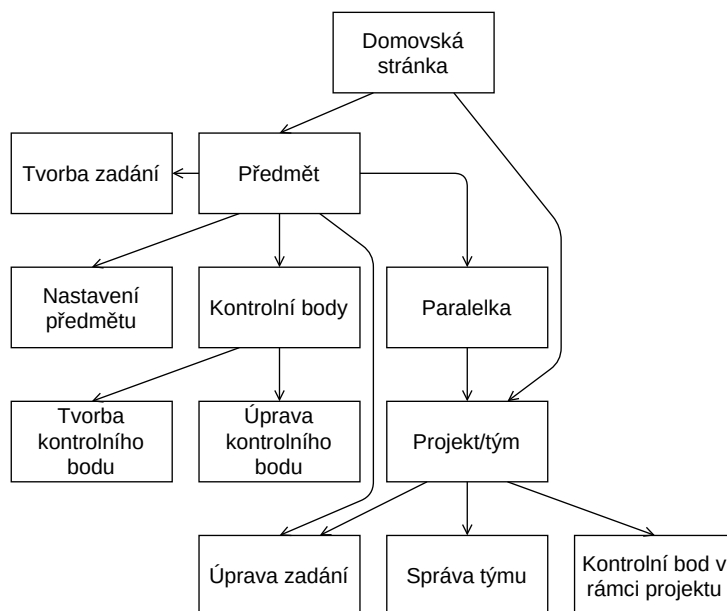 Domovská
stránka
Tvorba zadání
Předmět
Nastavení
předmětu
Kontrolní body
Paralelka
Tvorba
kontrolního
bodu
Úprava
kontrolního
bodu
Projekt/tým
Úprava zadání
Správa týmu
Kontrolní bod v
rámci projektu